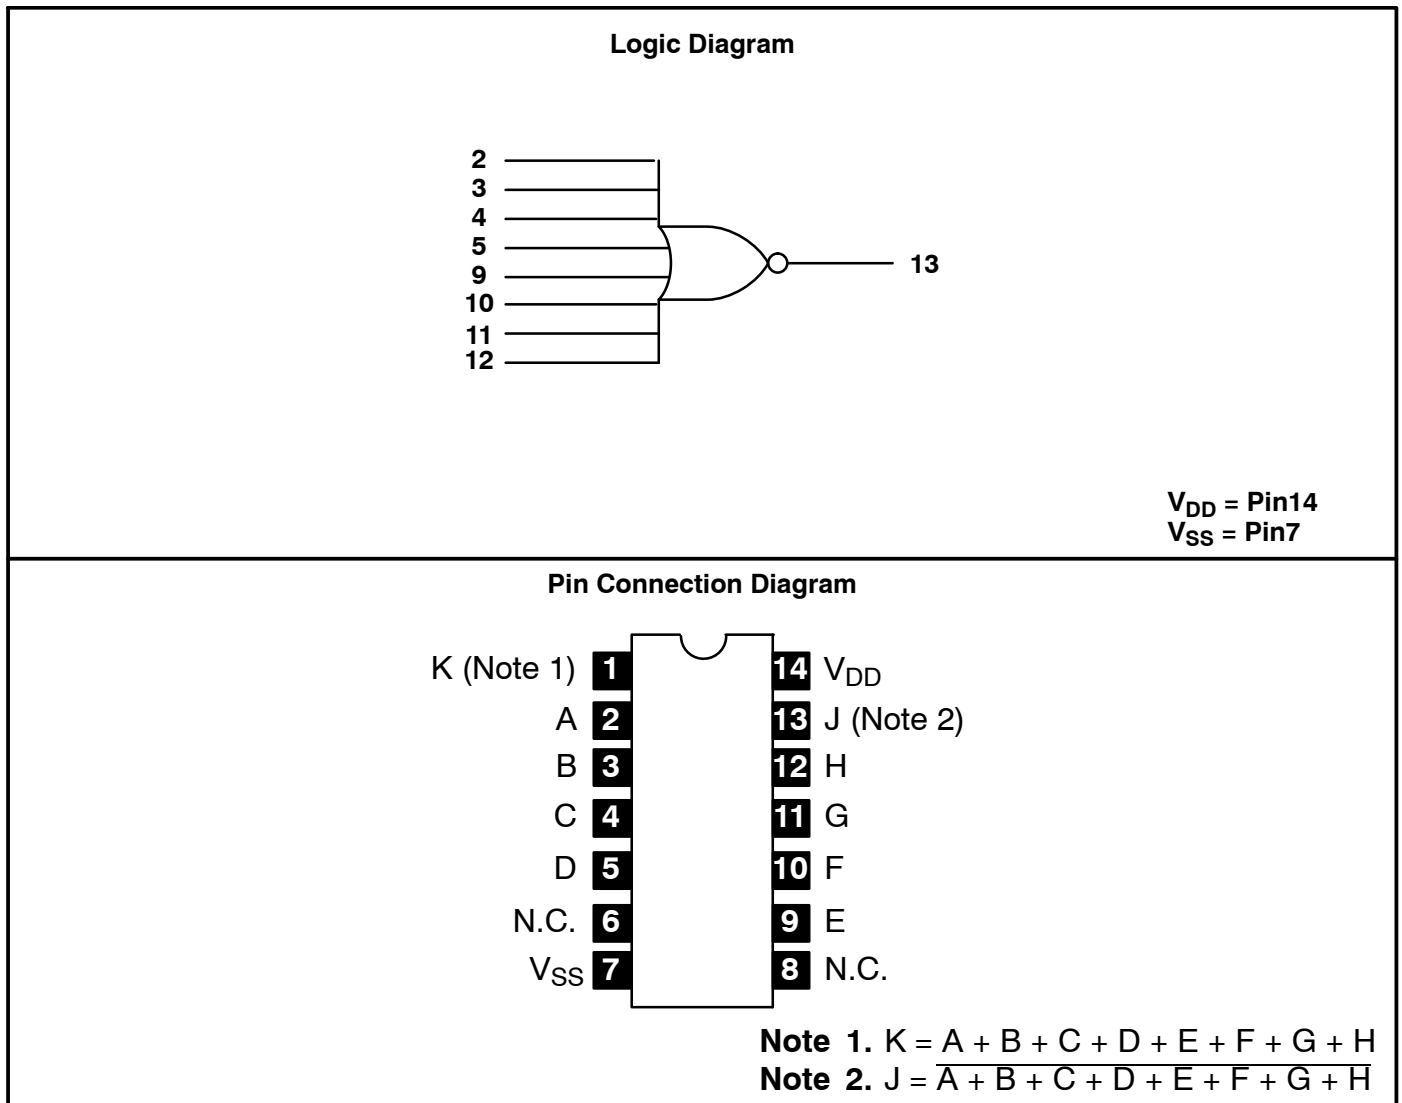 Logic Diagram
2
3
4
5
9
10
11
12
13
VDD = Pin14
VSS = Pin7
Pin Connection Diagram
K (Note 1) 1 14 VDD
A 2 13 J (Note 2)
B 3 12 H
C 4 11 G
D 5 10 F
N.C. 6 9 E
VSS 7 8 N.C.
Note 1. K = A + B + C + D + E + F + G + H
Note 2. J = A + B + C + D + E + F + G + H